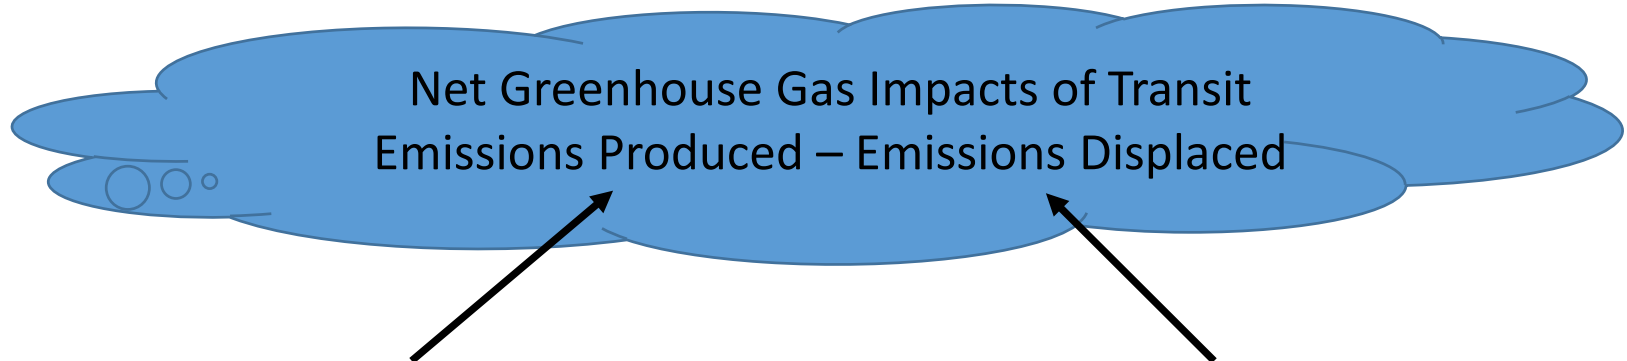 Net Greenhouse Gas Impacts of Transit
Emissions Produced – Emissions Displaced